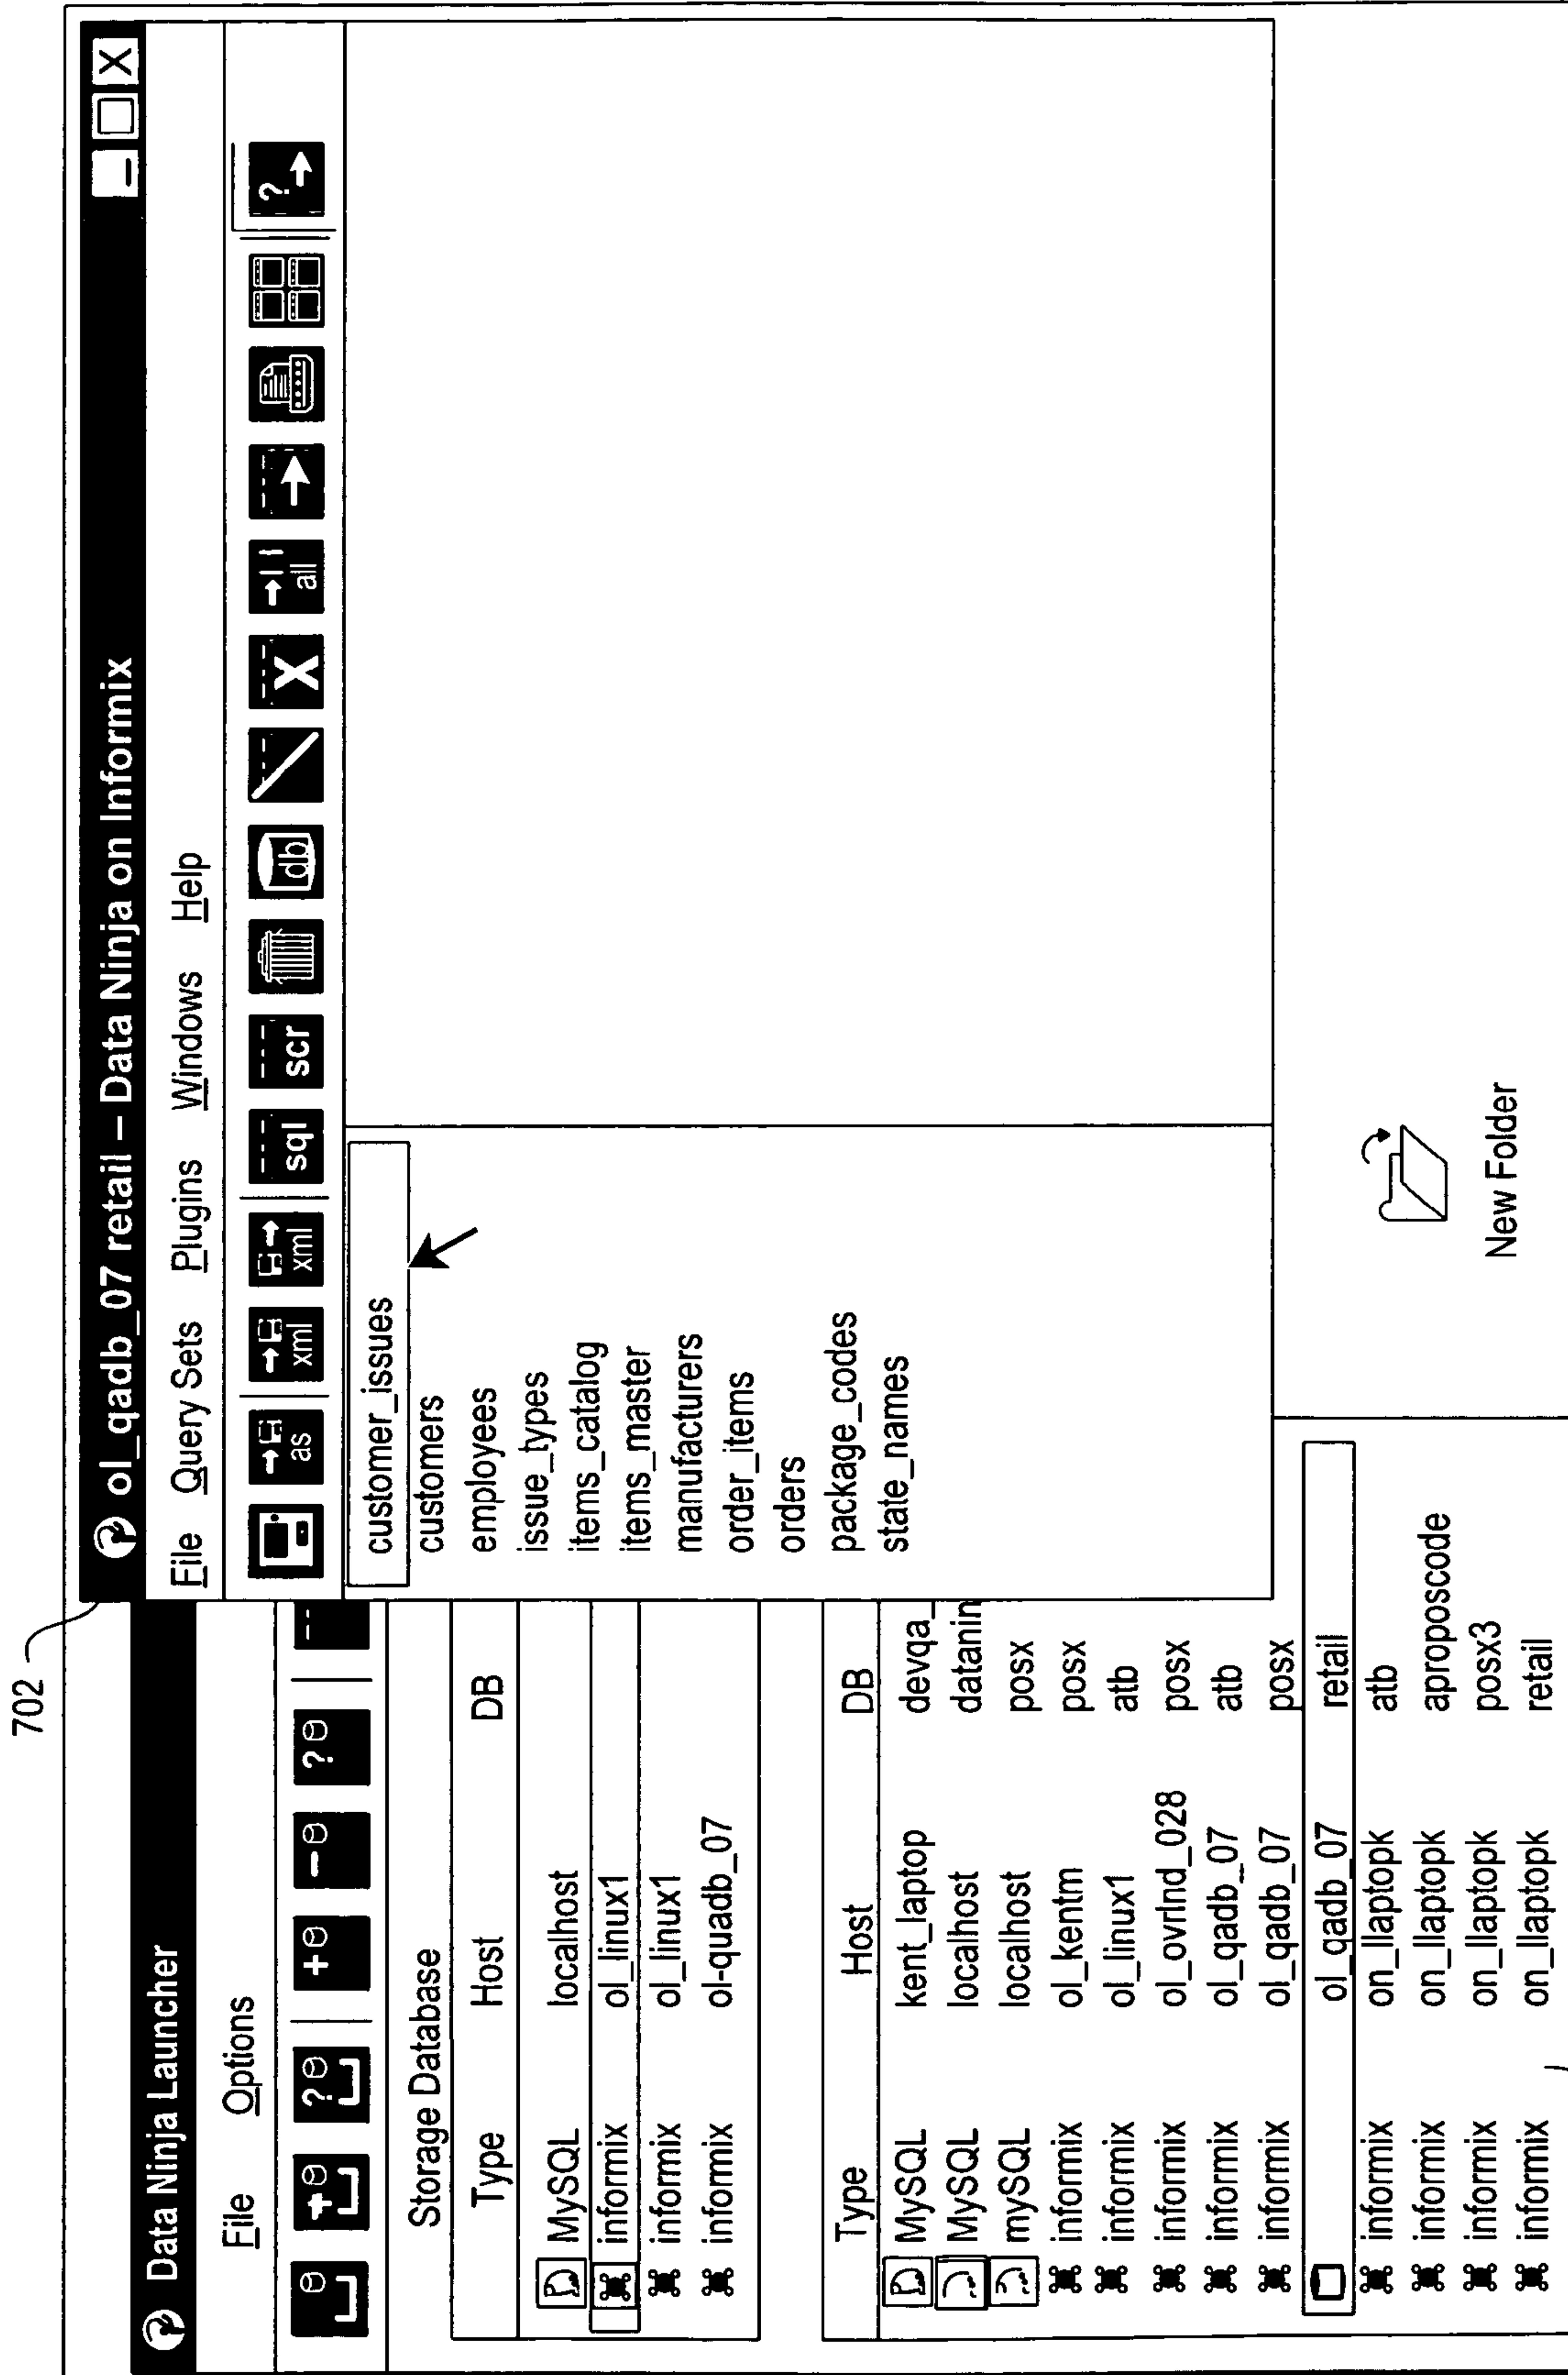 702
ol_qadb_07 retail – Data Ninja on Informix
File Query Sets Plugins Windows Help
as xml xml sql scr db all ?
customer_issues
customers
employees
issue_types
items_catalog
items_master
manufacturers
order_items
orders
package_codes
state_names
Data Ninja Launcher
File Options
? + – ?
Storage Database
Type Host DB
MySQL localhost
informix ol_linux1
informix ol_linux1
informix ol-quadb_07
Type Host DB
MySQL kent_laptop devqa_
MySQL localhost datanin
mySQL localhost posx
informix ol_kentm posx
informix ol_linux1 atb
informix ol_ovrlnd_028 posx
informix ol_qadb_07 atb
informix ol_qadb_07 posx
ol_qadb_07 retail
informix on_llaptopk atb
informix on_llaptopk aproposcode
informix on_llaptopk posx3
informix on_llaptopk retail
New Folder